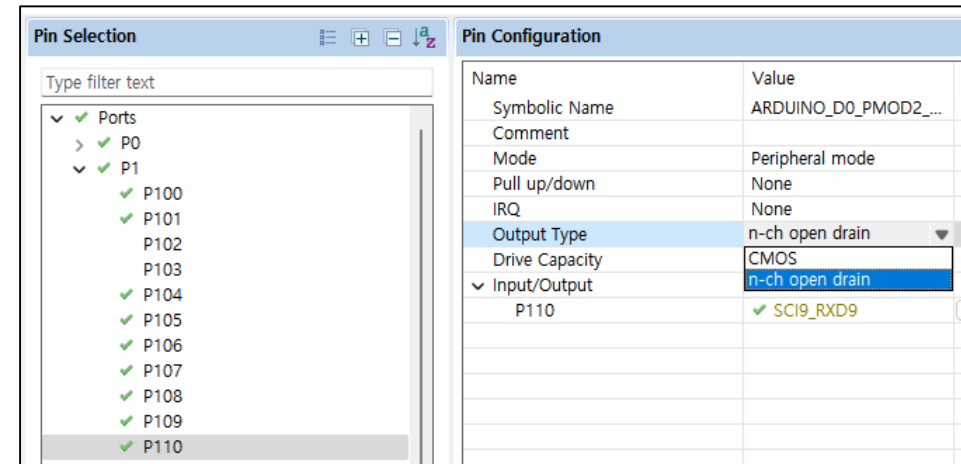 Pin Selection
Type filter text
Ports
P0
P1
P100
P101
P102
P103
P104
P105
P106
P107
P108
P109
P110
Pin Configuration
Name Value
Symbolic Name ARDUINO_D0_PMOD2_...
Comment
Mode Peripheral mode
Pull up/down None
IRQ None
Output Type n-ch open drain
Drive Capacity CMOS
n-ch open drain
Input/Output
P110 SCI9_RXD9